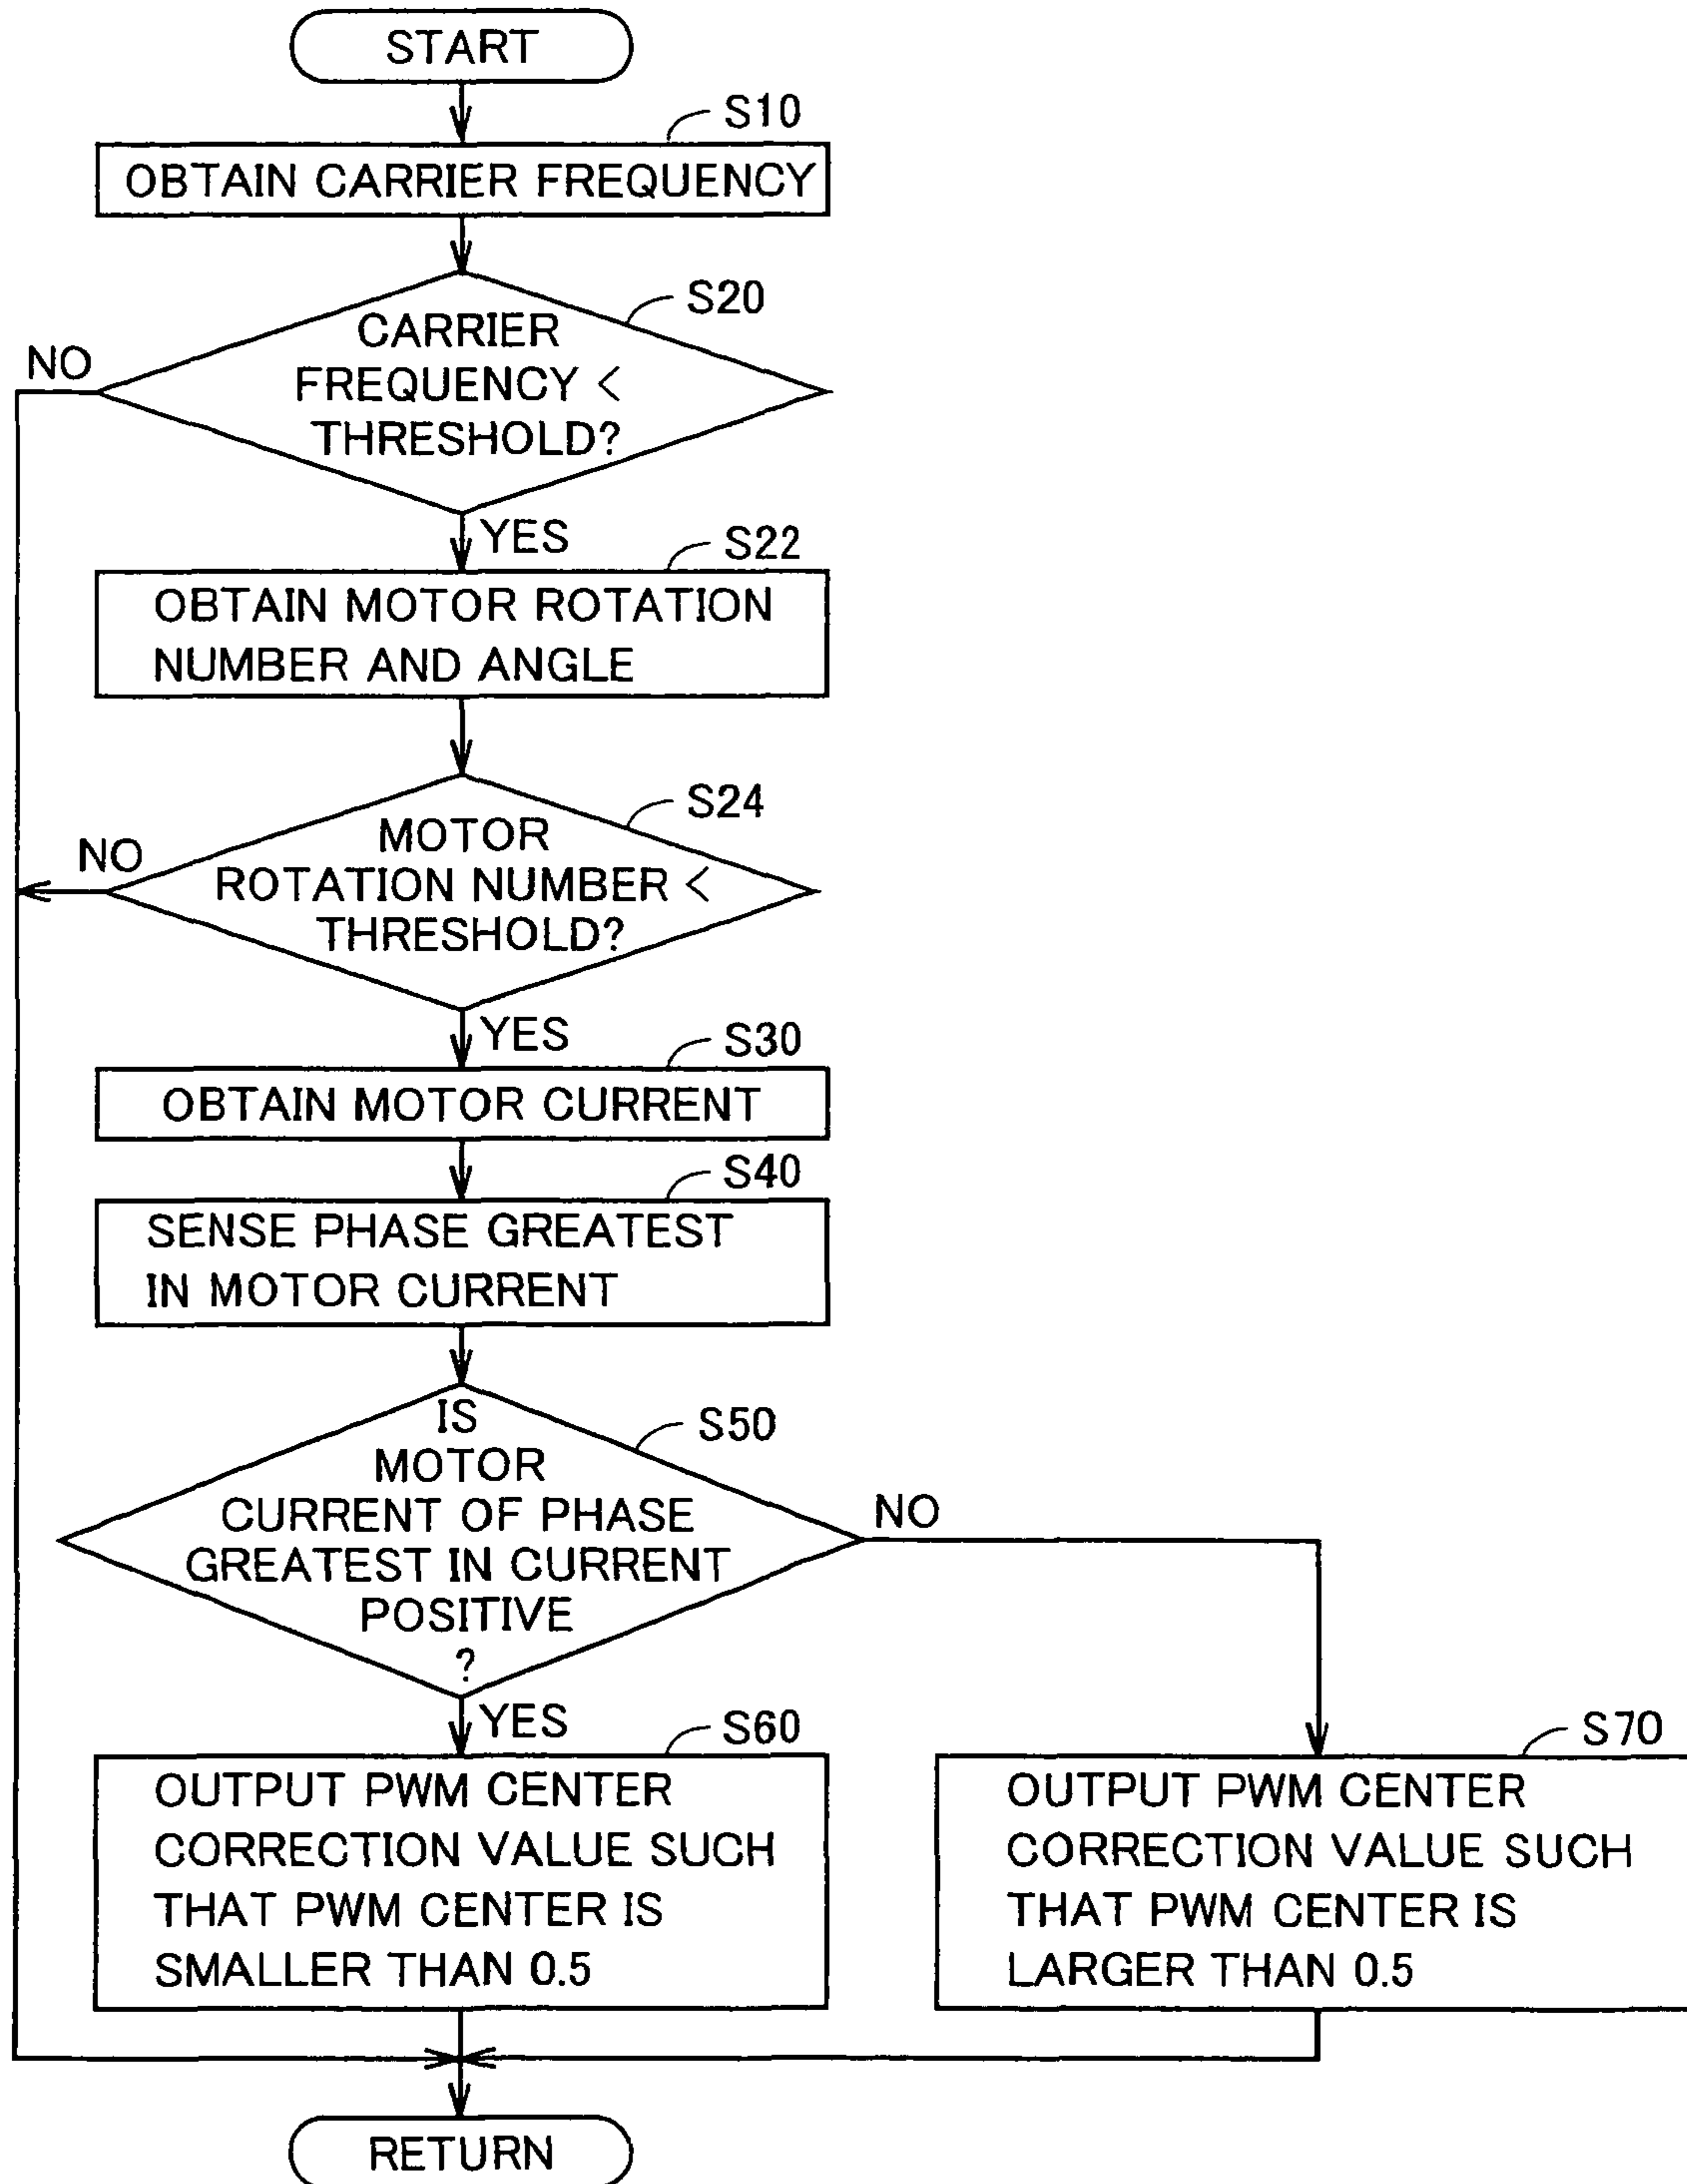 START
S10
OBTAIN CARRIER FREQUENCY
S20
CARRIER
FREQUENCY <
THRESHOLD?
NO
YES
S22
OBTAIN MOTOR ROTATION
NUMBER AND ANGLE
S24
MOTOR
ROTATION NUMBER <
THRESHOLD?
NO
YES
S30
OBTAIN MOTOR CURRENT
S40
SENSE PHASE GREATEST
IN MOTOR CURRENT
S50
IS
MOTOR
CURRENT OF PHASE
GREATEST IN CURRENT
POSITIVE
?
NO
YES
S60
OUTPUT PWM CENTER
CORRECTION VALUE SUCH
THAT PWM CENTER IS
SMALLER THAN 0.5
S70
OUTPUT PWM CENTER
CORRECTION VALUE SUCH
THAT PWM CENTER IS
LARGER THAN 0.5
RETURN